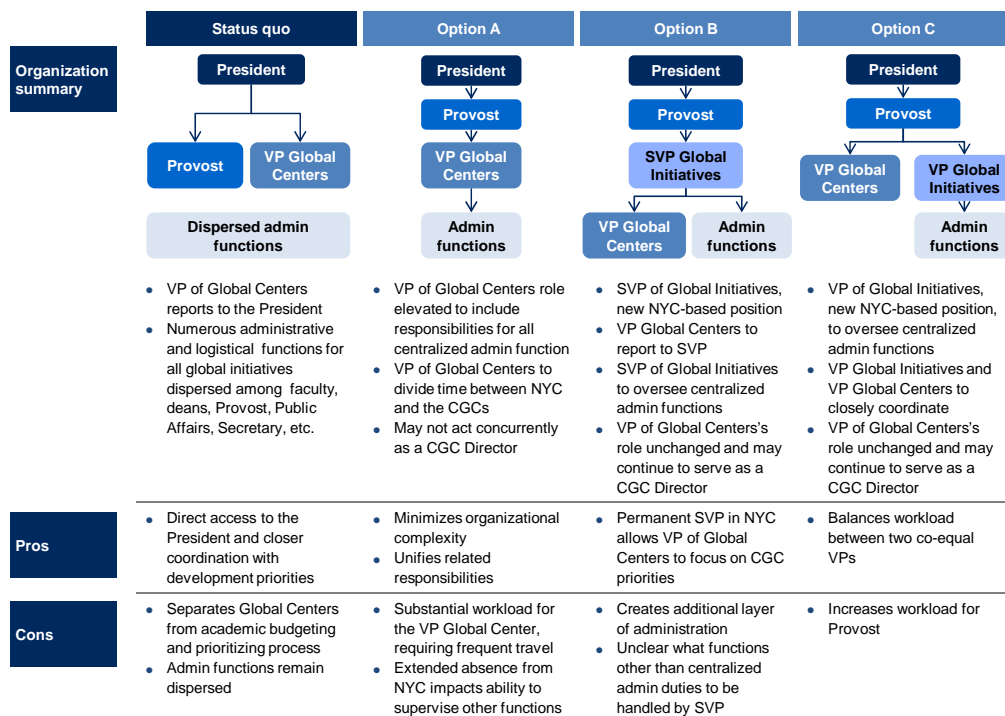 Status quo
Option A
Option B
Option C
Organization
summary
President
Provost
VP Global
Centers
Dispersed admin
functions
President
Provost
VP Global
Centers
Admin
functions
President
Provost
SVP Global
Initiatives
VP Global
Centers
Admin
functions
President
Provost
VP Global
Centers
VP Global
Initiatives
Admin
functions
• VP of Global Centers
reports to the President
• Numerous administrative
and logistical functions for
all global initiatives
dispersed among faculty,
deans, Provost, Public
Affairs, Secretary, etc.
• VP of Global Centers role
elevated to include
responsibilities for all
centralized admin function
• VP of Global Centers to
divide time between NYC
and the CGCs
• May not act concurrently
as a CGC Director
• SVP of Global Initiatives,
new NYC-based position
• VP Global Centers to
report to SVP
• SVP of Global Initiatives
to oversee centralized
admin functions
• VP of Global Centers's
role unchanged and may
continue to serve as a
CGC Director
• VP of Global Initiatives,
new NYC-based position,
to oversee centralized
admin functions
• VP Global Initiatives and
VP Global Centers to
closely coordinate
• VP of Global Centers's
role unchanged and may
continue to serve as a
CGC Director
Pros
• Direct access to the
President and closer
coordination with
development priorities
• Minimizes organizational
complexity
• Unifies related
responsibilities
• Permanent SVP in NYC
allows VP of Global
Centers to focus on CGC
priorities
• Balances workload
between two co-equal
VPs
Cons
• Separates Global Centers
from academic budgeting
and prioritizing process
• Admin functions remain
dispersed
• Substantial workload for
the VP Global Center,
requiring frequent travel
• Extended absence from
NYC impacts ability to
supervise other functions
• Creates additional layer
of administration
• Unclear what functions
other than centralized
admin duties to be
handled by SVP
• Increases workload for
Provost